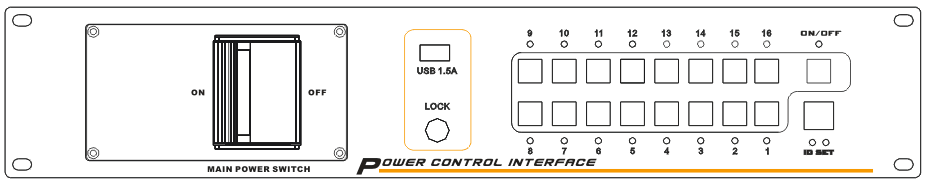 9 10 11 12 13 14 15 16 ON/OFF
USB 1.5A
ON OFF
LOCK
8 7 6 5 4 3 2 1 ID SET
MAIN POWER SWITCH
POWER CONTROL INTERFACE